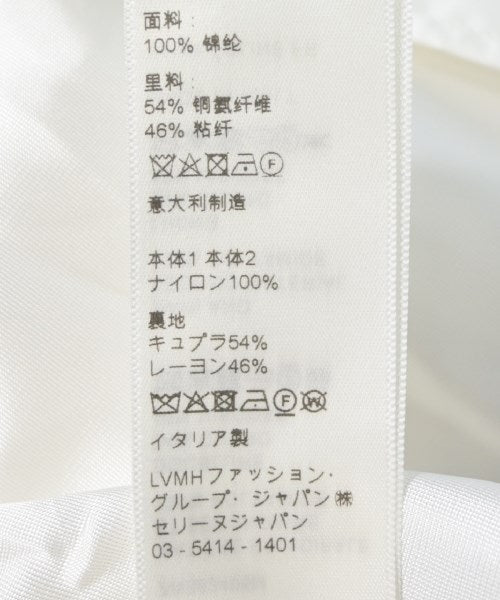 面料:
100% 锦纶
里料:
54% 铜氨纤维
46% 粘纤
F
意大利制造
本体1 本体2
ナイロン100%
裏地
キュプラ54%
レーヨン46%
F W
イタリア製
LVMHファッション・
グループ・ジャパン㈱
セリーヌジャパン
03 - 5414 - 1401